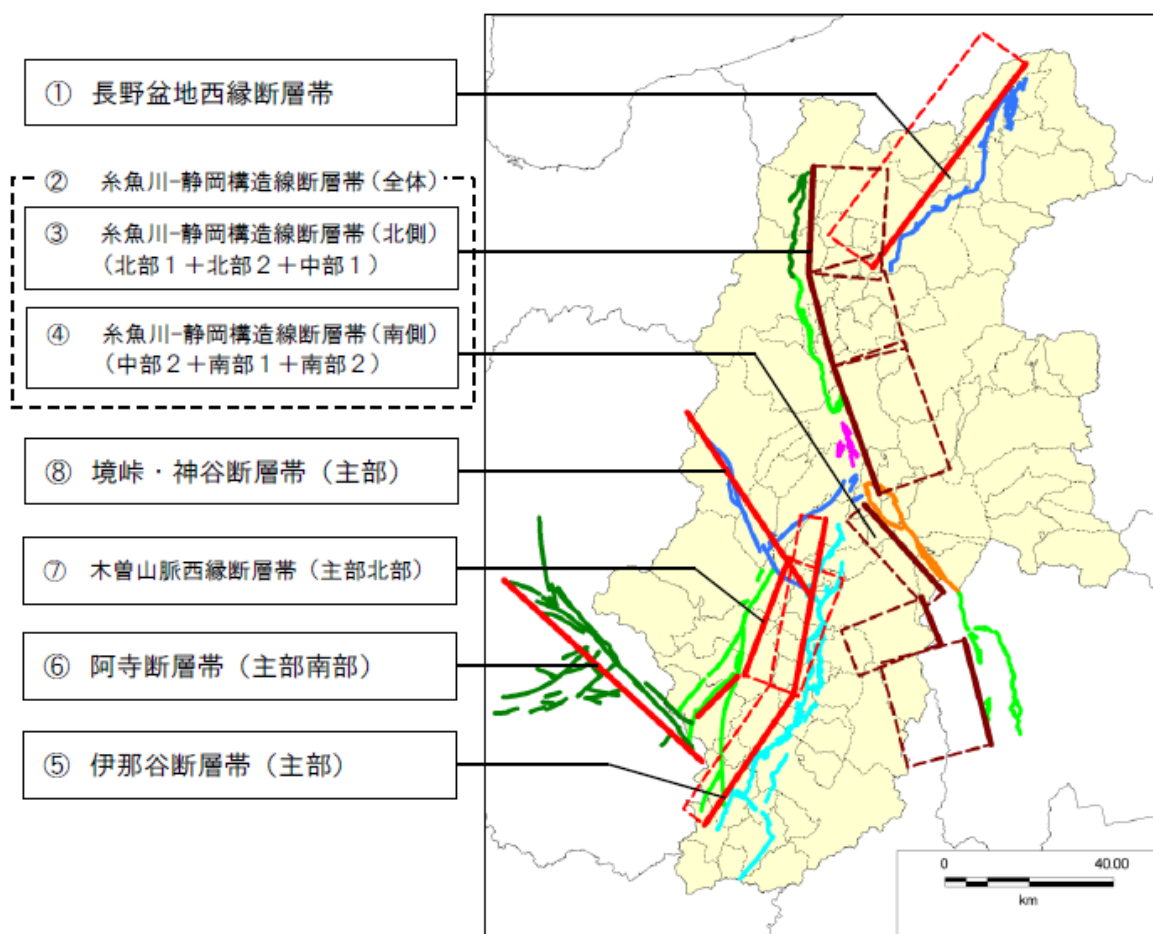 ① 長野盆地西縁断層帯
② 糸魚川-静岡構造線断層帯(全体)
③ 糸魚川-静岡構造線断層帯(北側)
(北部1+北部2+中部1)
④ 糸魚川-静岡構造線断層帯(南側)
(中部2+南部1+南部2)
⑧ 境峠・神谷断層帯(主部)
⑦ 木曽山脈西縁断層帯(主部北部)
⑥ 阿寺断層帯(主部南部)
⑤ 伊那谷断層帯(主部)
0 40.00
km